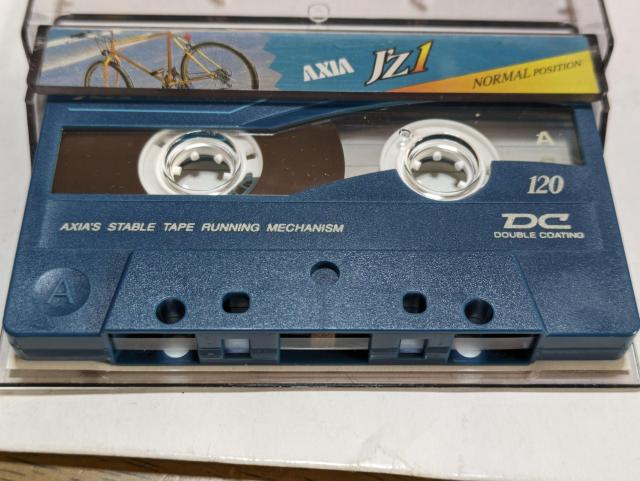 AXIA J'z1 NORMAL POSITION
A
120
AXIA'S STABLE TAPE RUNNING MECHANISM
DC
DOUBLE COATING
A